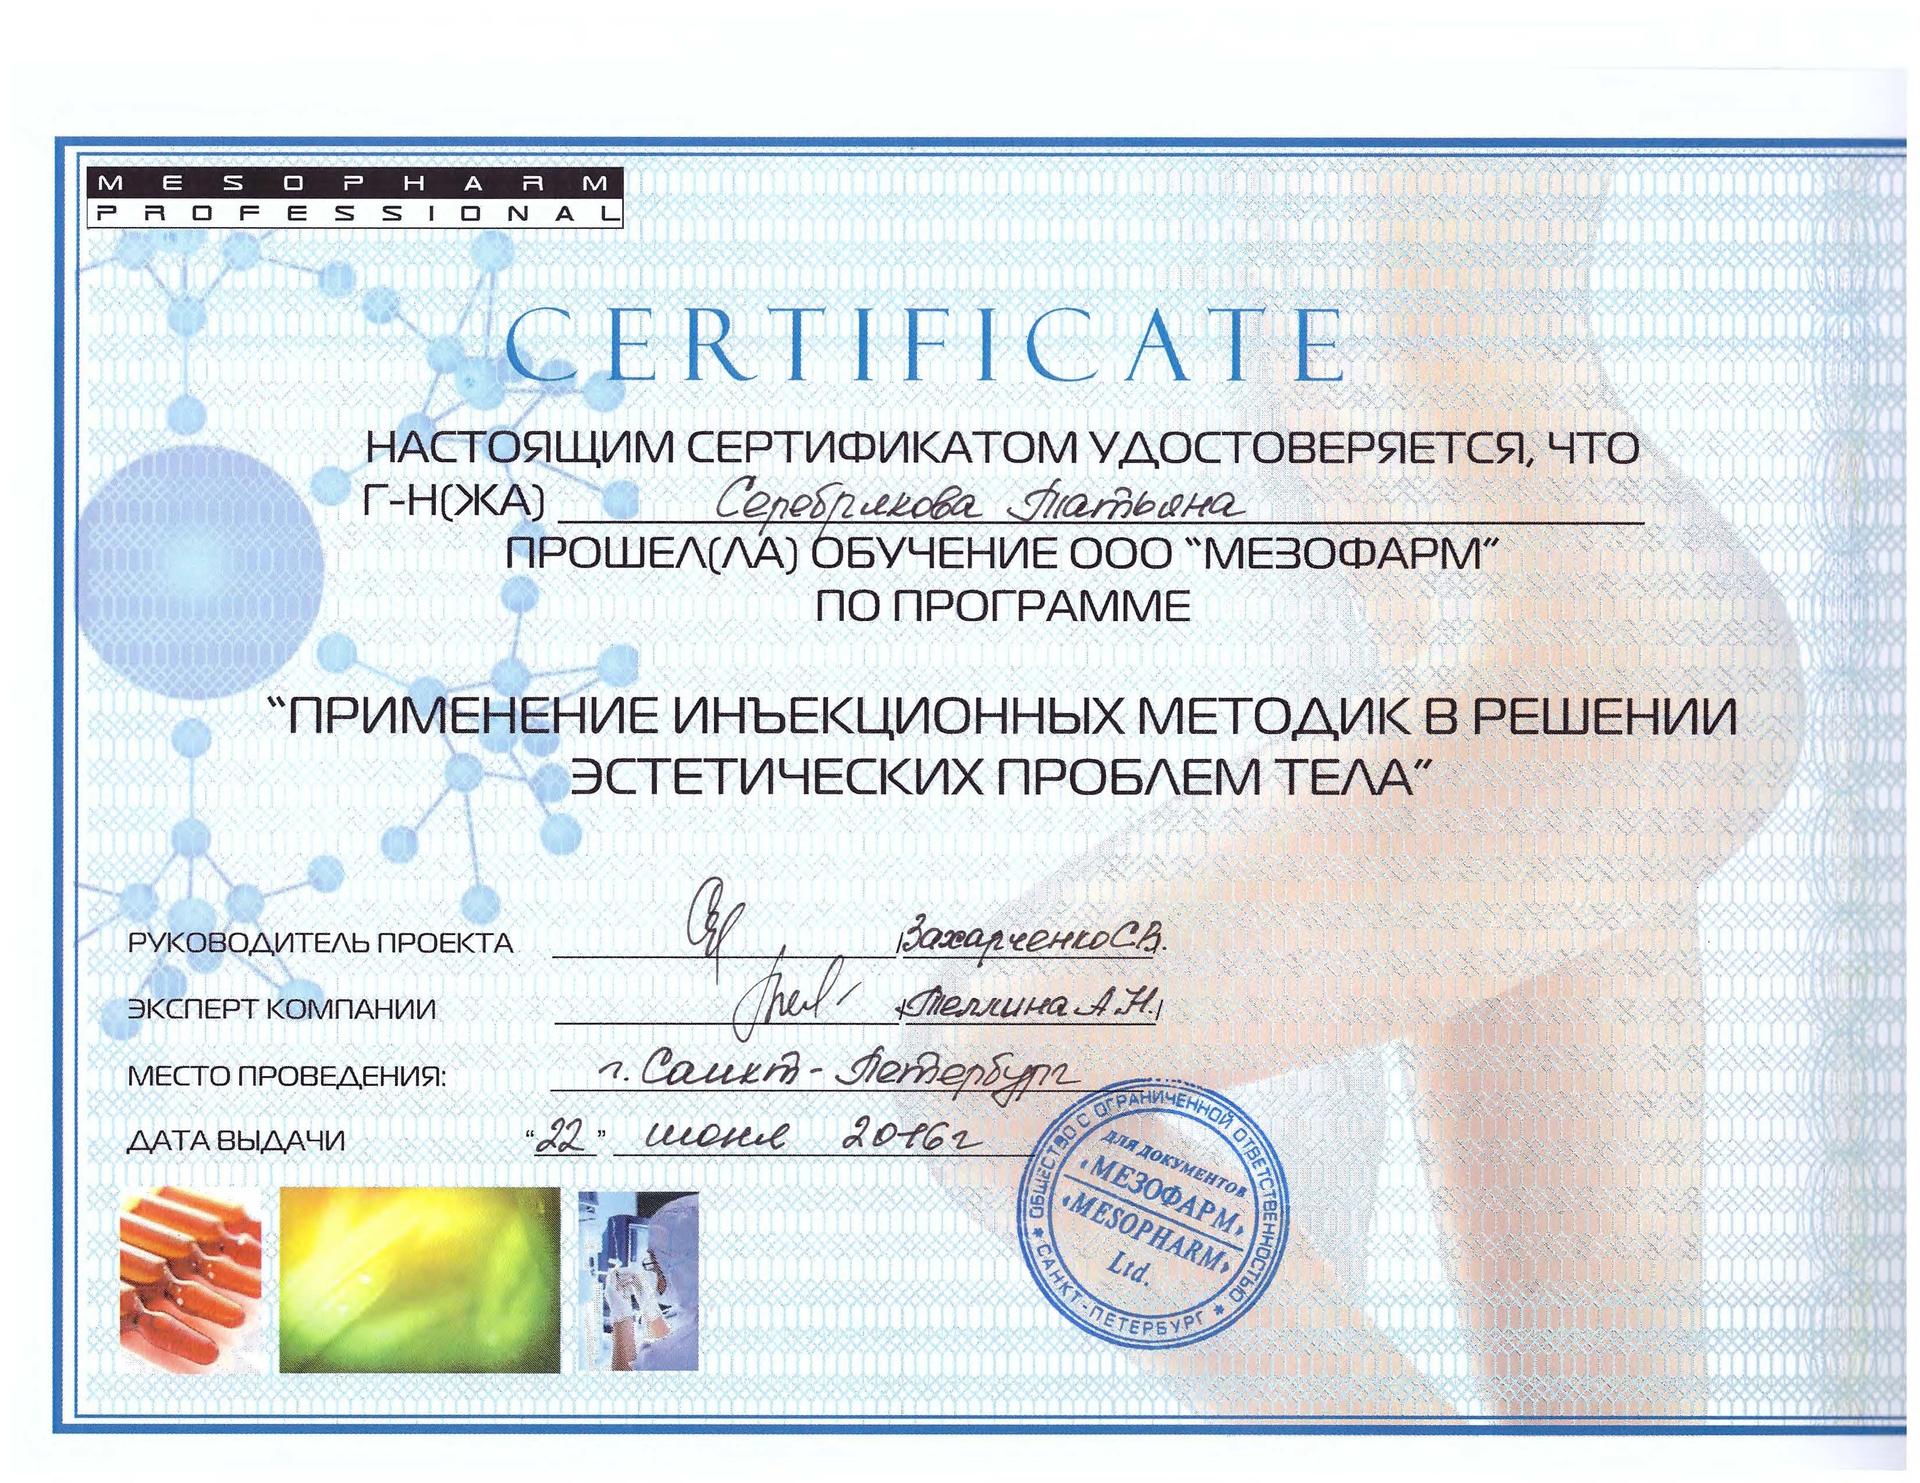 MESOPHARM
PROFESSIONAL
CERTIFICATE
НАСТОЯЩИМ СЕРТИФИКАТОМ УДОСТОВЕРЯЕТСЯ, ЧТО
Г-Н(ЖА) Серебрякова Татьяна
ПРОШЕЛ(ЛА) ОБУЧЕНИЕ ООО “МЕЗОФАРМ”
ПО ПРОГРАММЕ
“ПРИМЕНЕНИЕ ИНЪЕКЦИОННЫХ МЕТОДИК В РЕШЕНИИ
ЭСТЕТИЧЕСКИХ ПРОБЛЕМ ТЕЛА”
РУКОВОДИТЕЛЬ ПРОЕКТА /Захарченко С.В.
ЭКСПЕРТ КОМПАНИИ /Теллина А.Н./
МЕСТО ПРОВЕДЕНИЯ: г. Санкт-Петербург
ДАТА ВЫДАЧИ “22” июня 2016г
ОБЩЕСТВО С ОГРАНИЧЕННОЙ ОТВЕТСТВЕННОСТЬЮ
ДЛЯ ДОКУМЕНТОВ
«МЕЗОФАРМ»
«MESOPHARM»
Ltd.
* САНКТ-ПЕТЕРБУРГ *